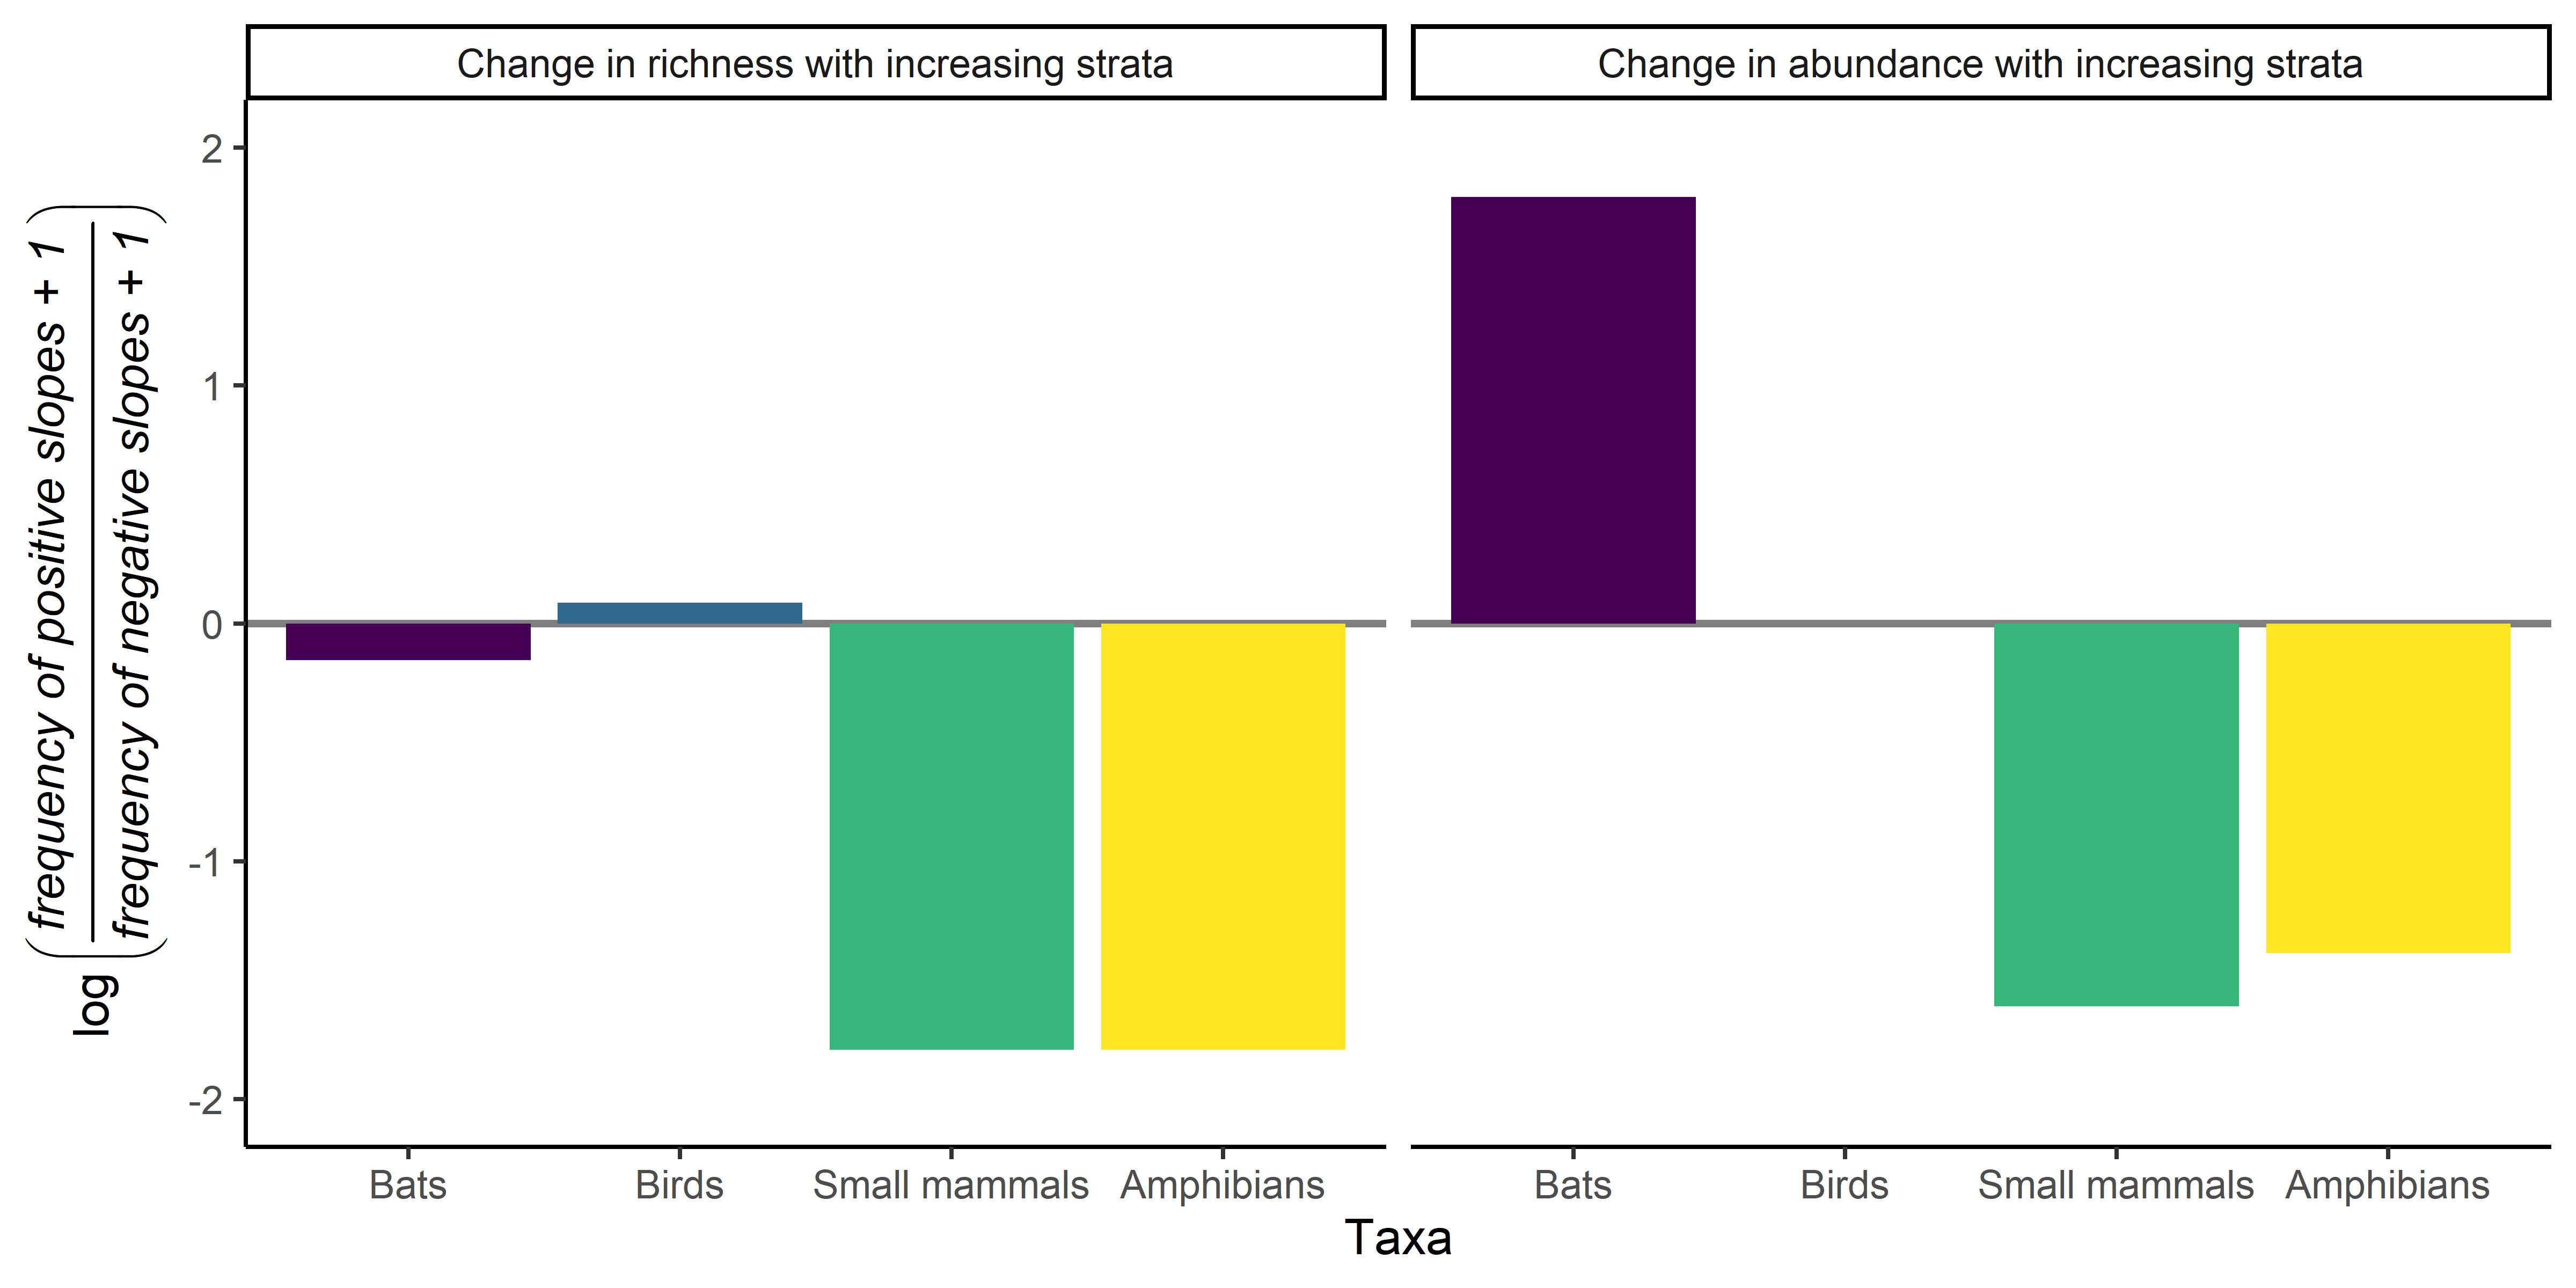 Change in richness with increasing strata
Change in abundance with increasing strata
log(frequency of positive slopes + 1
frequency of negative slopes + 1)
2
1
0
-1
-2
Bats Birds Small mammals Amphibians
Bats Birds Small mammals Amphibians
Taxa